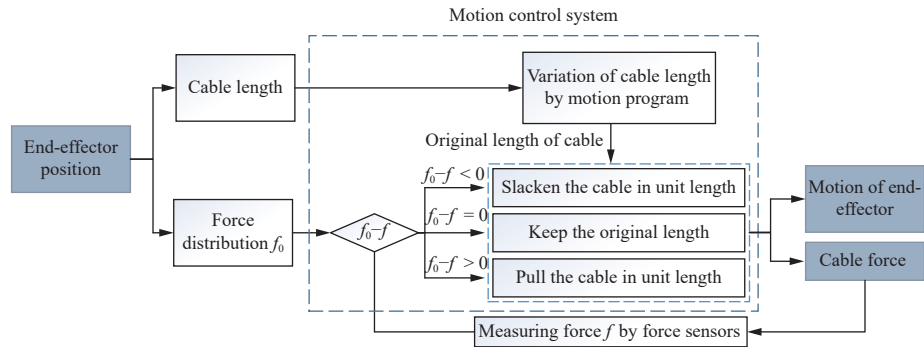 Motion control system
Cable length
Variation of cable length
by motion program
End-effector
position
Original length of cable
f₀–f < 0
Slacken the cable in unit length
Force
distribution f₀
f₀–f
f₀–f = 0
Keep the original length
f₀–f > 0
Pull the cable in unit length
Motion of end-
effector
Cable force
Measuring force f by force sensors